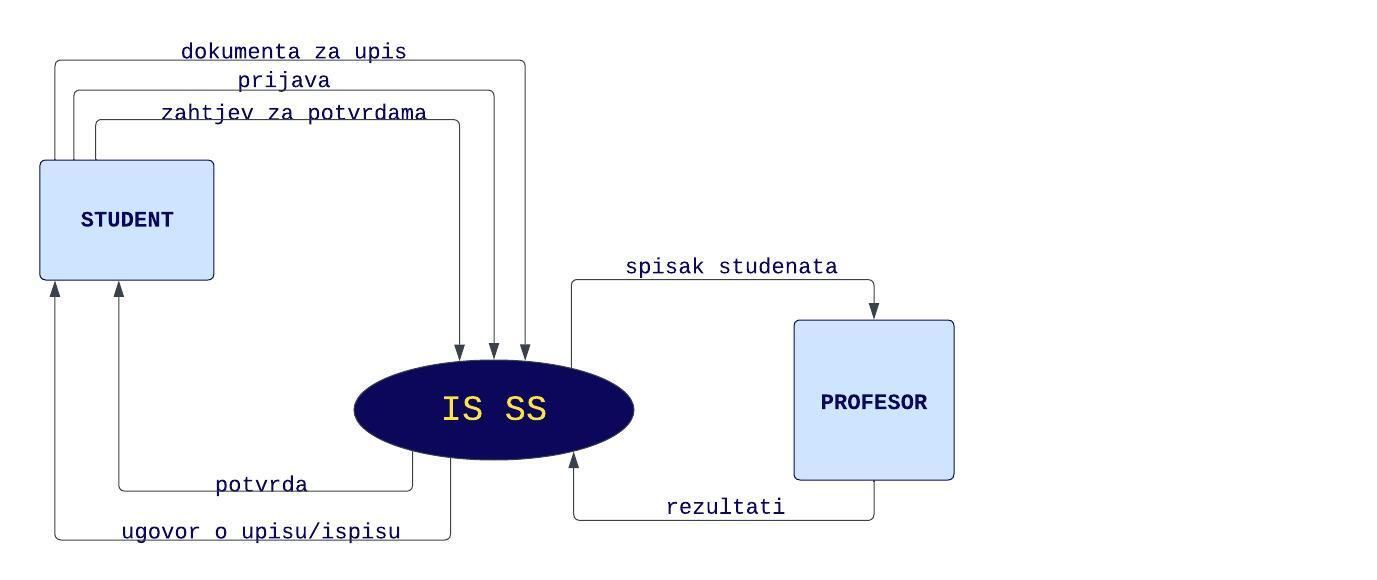 dokumenta za upis
prijava
zahtjev za potvrdama
STUDENT
spisak studenata
PROFESOR
IS SS
potvrda
rezultati
ugovor o upisu/ispisu